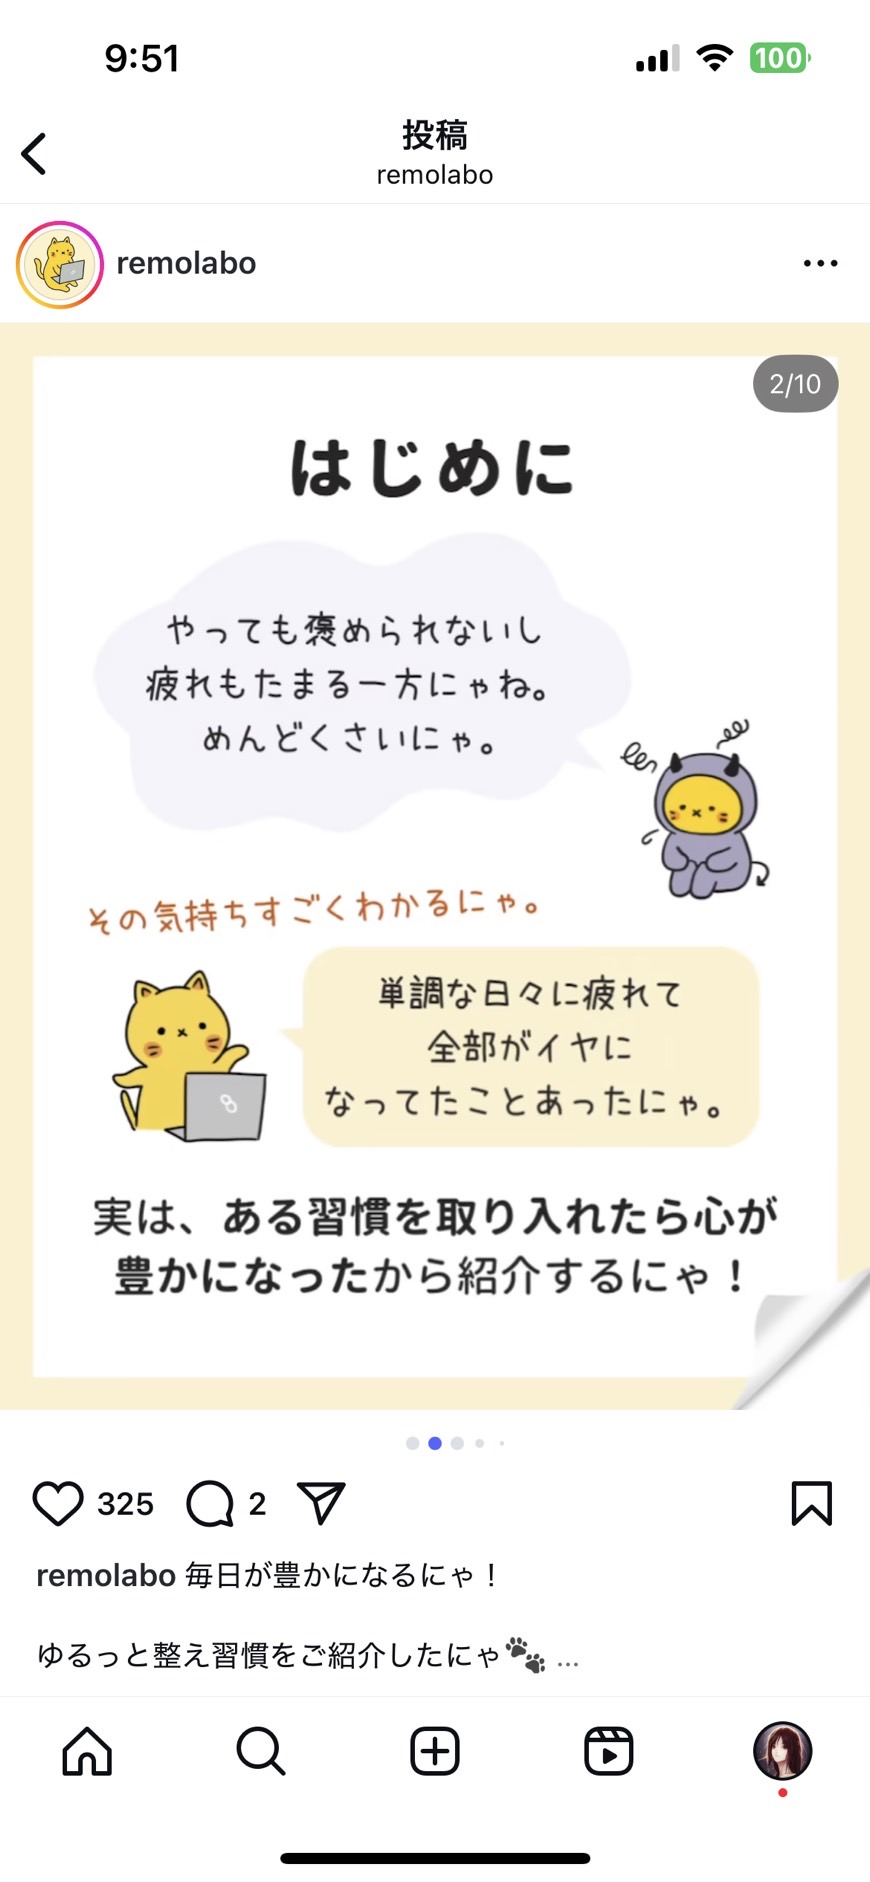 9:51
100
投稿
remolabo
remolabo
2/10
はじめに
やっても褒められないし
疲れもたまる一方にゃね。
めんどくさいにゃ。
その気持ちすごくわかるにゃ。
単調な日々に疲れて
全部がイヤに
なってたことあったにゃ。
実は、ある習慣を取り入れたら心が
豊かになったから紹介するにゃ！
325
2
remolabo 毎日が豊かになるにゃ！
ゆるっと整え習慣をご紹介したにゃ🐾 ...